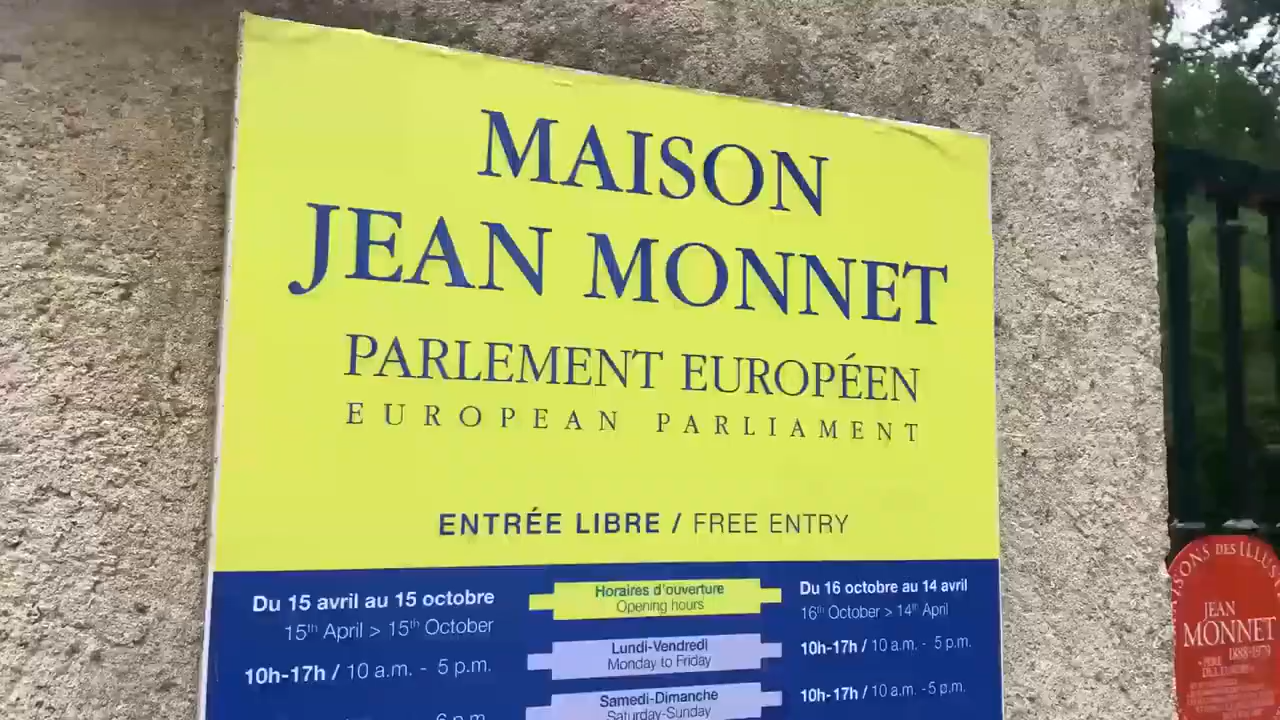 MAISON
JEAN MONNET
PARLEMENT EUROPÉEN
EUROPEAN PARLIAMENT
ENTRÉE LIBRE / FREE ENTRY
Du 15 avril au 15 octobre
15th April > 15th October
10h-17h / 10 a.m. - 5 p.m.
6 p.m.
Horaires d'ouverture
Opening hours
Lundi-Vendredi
Monday to Friday
Samedi-Dimanche
Saturday-Sunday
Du 16 octobre au 14 avril
16th October > 14th April
10h-17h / 10 a.m. - 5 p.m.
10h-17h / 10 a.m. - 5 p.m.
DES
JEAN
MONNET
1888-1979